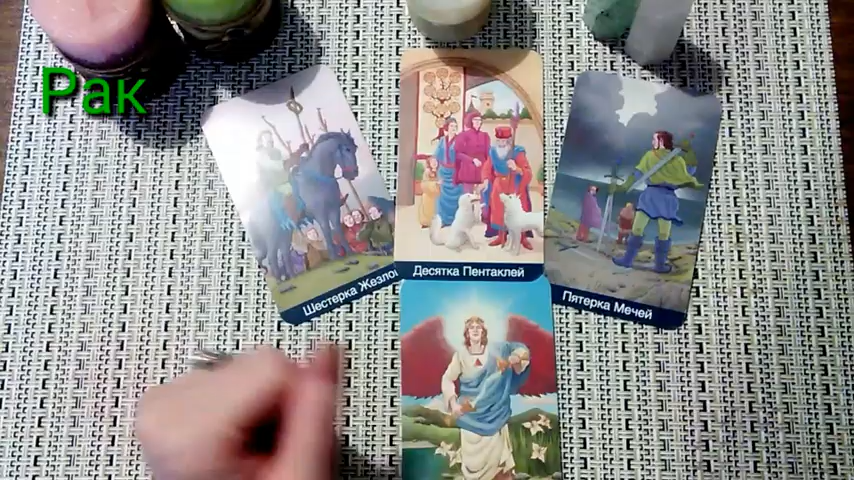 Рак
Шестерка Жезлов
Десятка Пентаклей
Пятерка Мечей